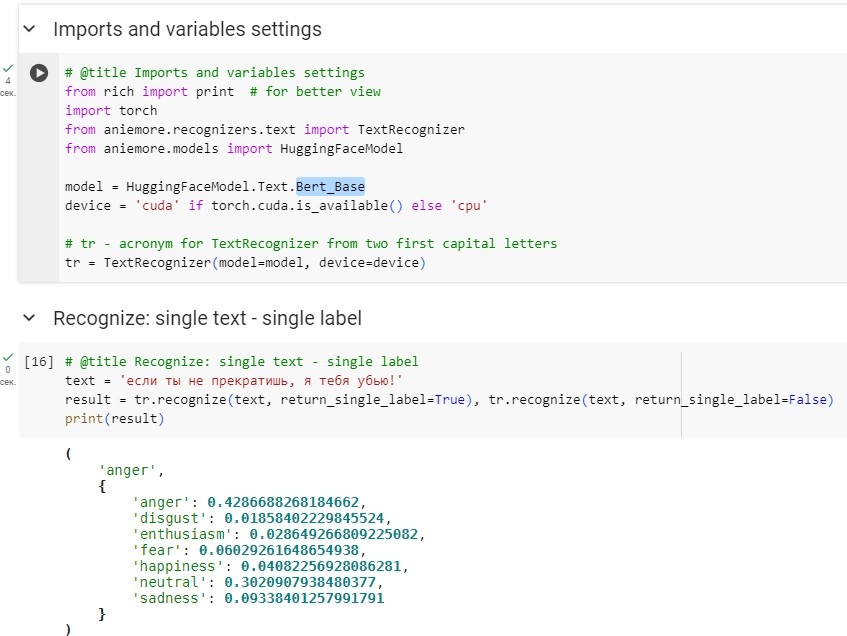 Imports and variables settings
4
сек.
# @title Imports and variables settings
from rich import print  # for better view
import torch
from aniemore.recognizers.text import TextRecognizer
from aniemore.models import HuggingFaceModel
model = HuggingFaceModel.Text.Bert_Base
device = 'cuda' if torch.cuda.is_available() else 'cpu'
# tr - acronym for TextRecognizer from two first capital letters
tr = TextRecognizer(model=model, device=device)
Recognize: single text - single label
0
сек.
[16] # @title Recognize: single text - single label
text = 'если ты не прекратишь, я тебя убью!'
result = tr.recognize(text, return_single_label=True), tr.recognize(text, return_single_label=False)
print(result)
(
    'anger',
    {
        'anger': 0.4286688268184662,
        'disgust': 0.01858402229845524,
        'enthusiasm': 0.028649266809225082,
        'fear': 0.06029261648654938,
        'happiness': 0.04082256928086281,
        'neutral': 0.3020907938480377,
        'sadness': 0.09338401257991791
    }
)